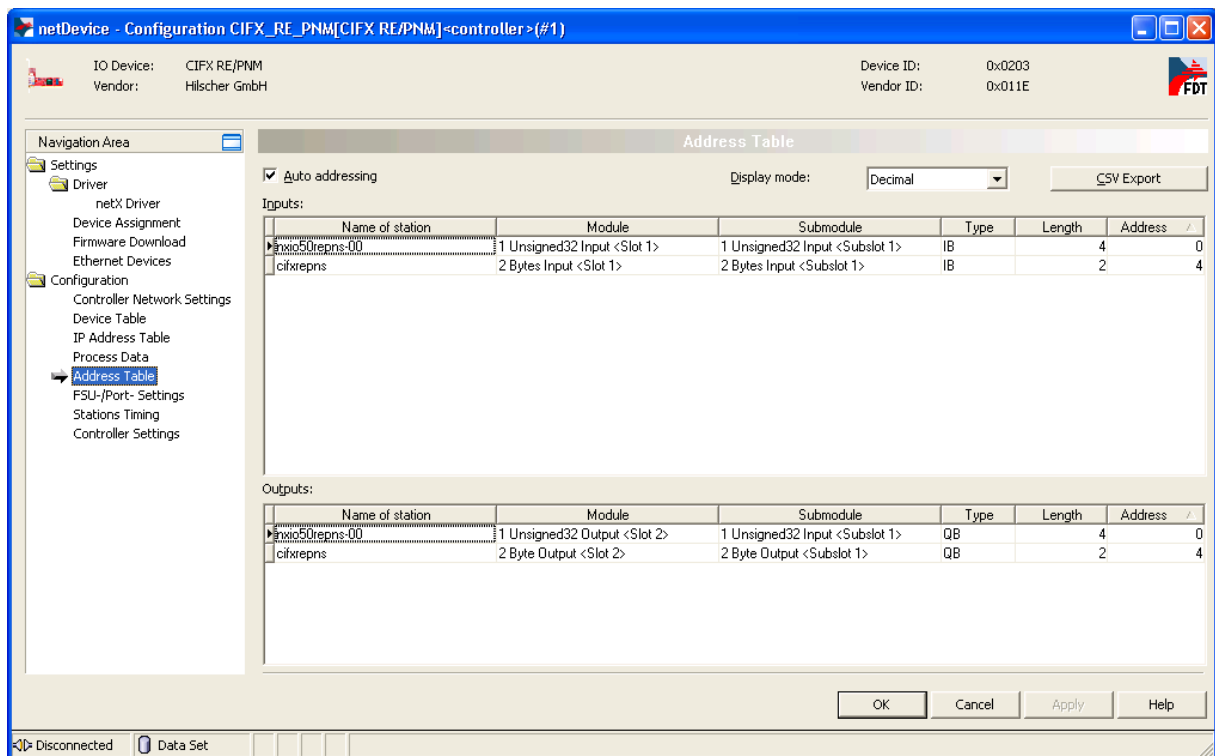 netDevice - Configuration CIFX_RE_PNM[CIFX RE/PNM]<controller>(#1)
IO Device: CIFX RE/PNM Device ID: 0x0203
Vendor: Hilscher GmbH Vendor ID: 0x011E
FDT
Navigation Area
Settings
Driver
netX Driver
Device Assignment
Firmware Download
Ethernet Devices
Configuration
Controller Network Settings
Device Table
IP Address Table
Process Data
Address Table
FSU-/Port- Settings
Stations Timing
Controller Settings
Address Table
Auto addressing Display mode: Decimal CSV Export
Inputs:
Name of station Module Submodule Type Length Address
nxio50repns-00 1 Unsigned32 Input <Slot 1> 1 Unsigned32 Input <Subslot 1> IB 4 0
cifxrepns 2 Bytes Input <Slot 1> 2 Bytes Input <Subslot 1> IB 2 4
Outputs:
Name of station Module Submodule Type Length Address
nxio50repns-00 1 Unsigned32 Output <Slot 2> 1 Unsigned32 Input <Subslot 1> QB 4 0
cifxrepns 2 Byte Output <Slot 2> 2 Byte Output <Subslot 1> QB 2 4
OK Cancel Apply Help
Disconnected Data Set